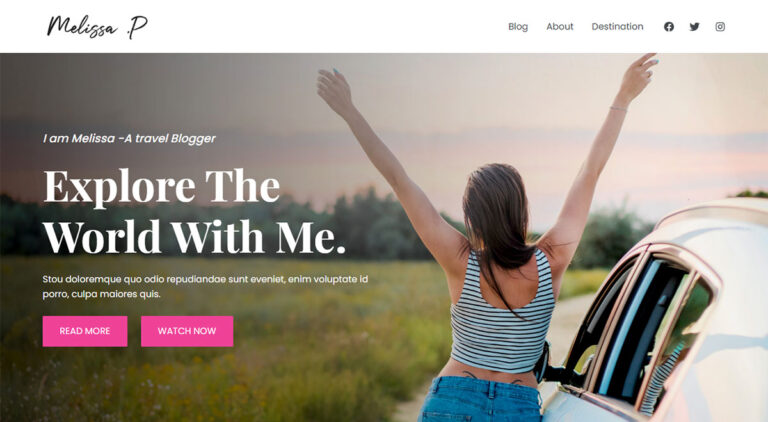 Melissa .P
Blog About Destination
I am Melissa -A travel Blogger
Explore The
World With Me.
Stou doloremque quo odio repudiandae sunt eveniet, enim voluptate id
porro, culpa maiores quis.
READ MORE WATCH NOW